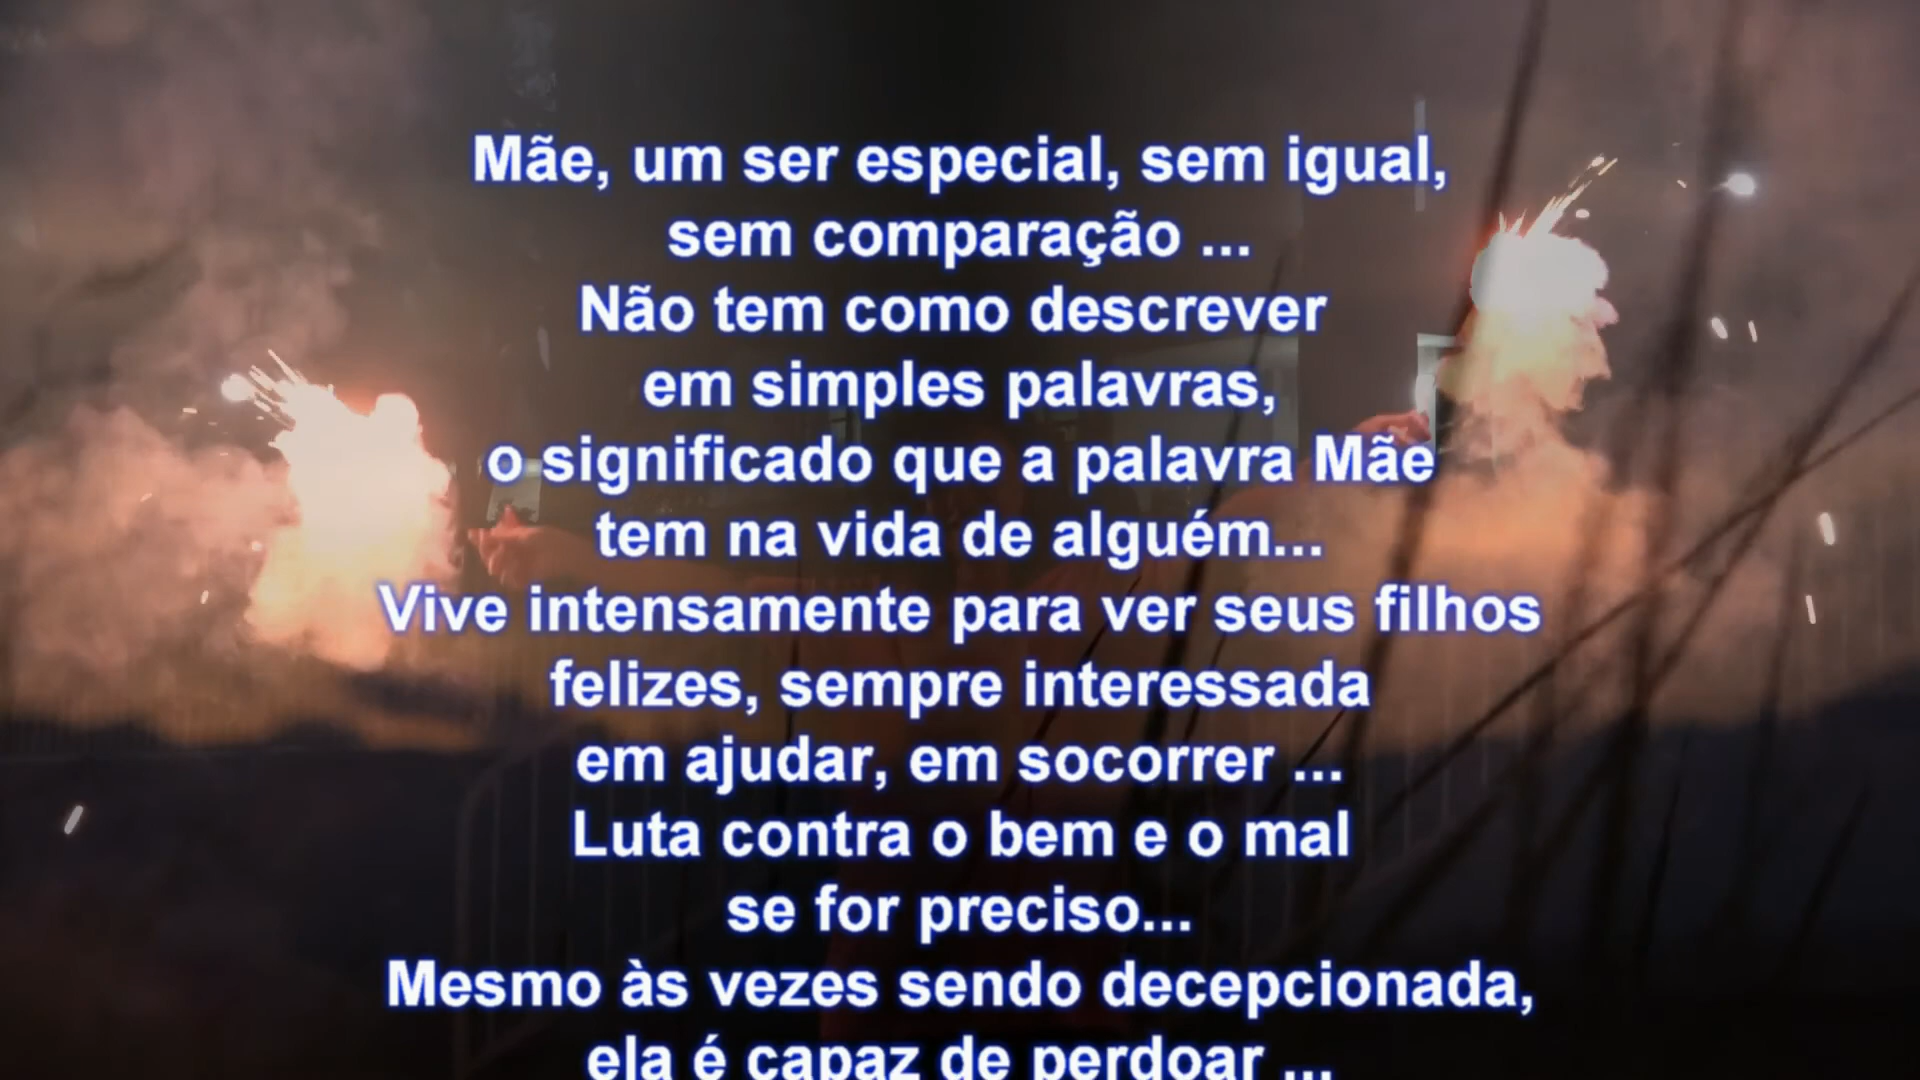 Mãe, um ser especial, sem igual,
sem comparação ...
Não tem como descrever
em simples palavras,
o significado que a palavra Mãe
tem na vida de alguém...
Vive intensamente para ver seus filhos
felizes, sempre interessada
em ajudar, em socorrer ...
Luta contra o bem e o mal
se for preciso...
Mesmo às vezes sendo decepcionada,
ela é capaz de perdoar ...